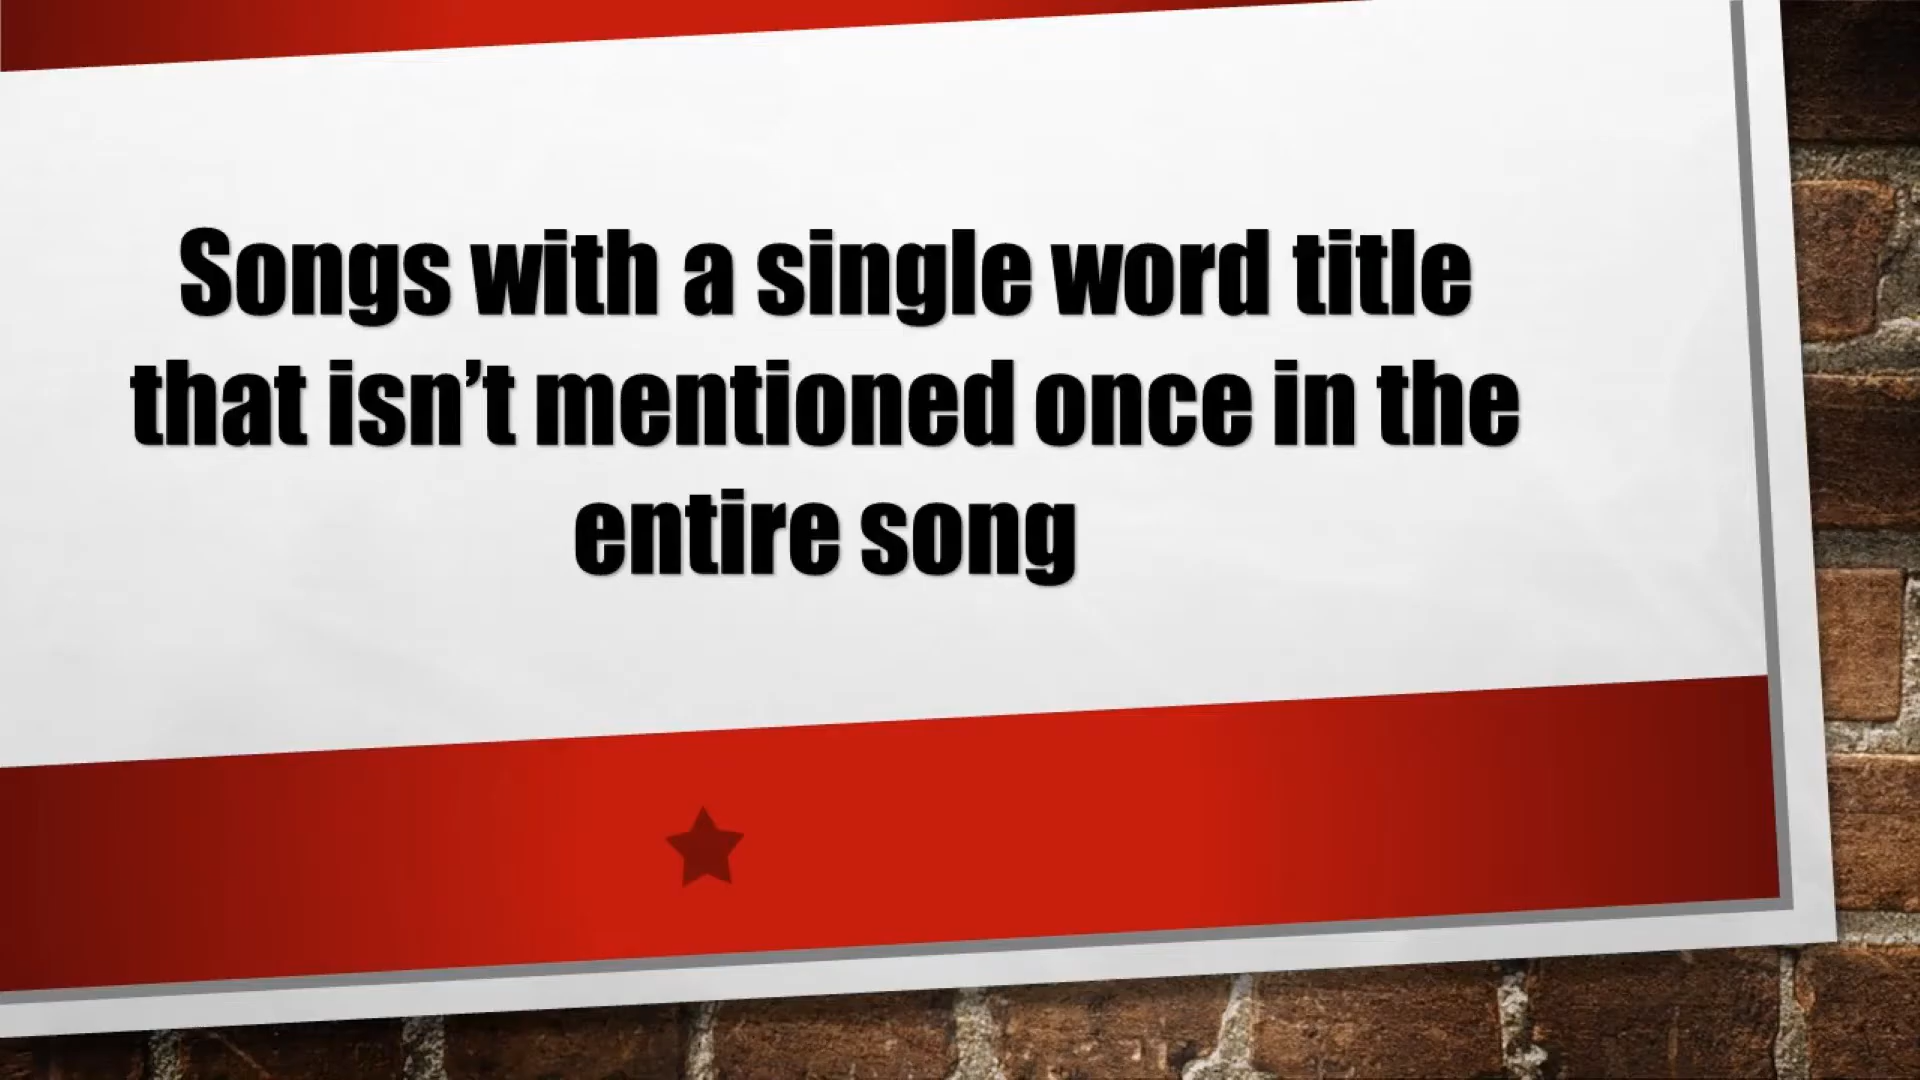 Songs with a single word title
that isn’t mentioned once in the
entire song